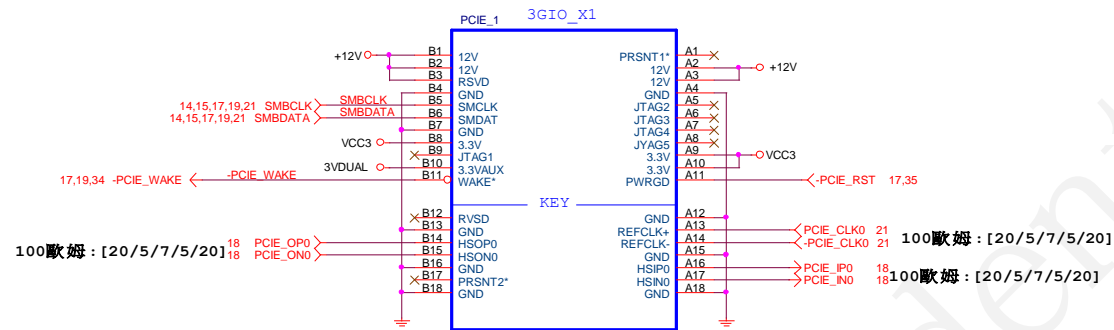 PCIE_1 3GIO_X1
+12V B1 12V PRSNT1* A1
B2 12V 12V A2 +12V
B3 RSVD 12V A3
B4 GND GND A4
14,15,17,19,21 SMBCLK SMBCLK B5 SMCLK JTAG2 A5
14,15,17,19,21 SMBDATA SMBDATA B6 SMDAT JTAG3 A6
B7 GND JTAG4 A7
VCC3 B8 3.3V JYAG5 A8
B9 JTAG1 3.3V A9 VCC3
3VDUAL B10 3.3VAUX 3.3V A10
17,19,34 -PCIE_WAKE -PCIE_WAKE B11 WAKE* PWRGD A11 -PCIE_RST 17,35
KEY
B12 RVSD GND A12
B13 GND REFCLK+ A13 PCIE_CLK0 21
100歐姆:[20/5/7/5/20] 18 PCIE_OP0 B14 HSOP0 REFCLK- A14 -PCIE_CLK0 21 100歐姆:[20/5/7/5/20]
18 PCIE_ON0 B15 HSON0 GND A15
B16 GND HSIP0 A16 PCIE_IP0 18
B17 PRSNT2* HSIN0 A17 PCIE_IN0 18 100歐姆:[20/5/7/5/20]
B18 GND GND A18